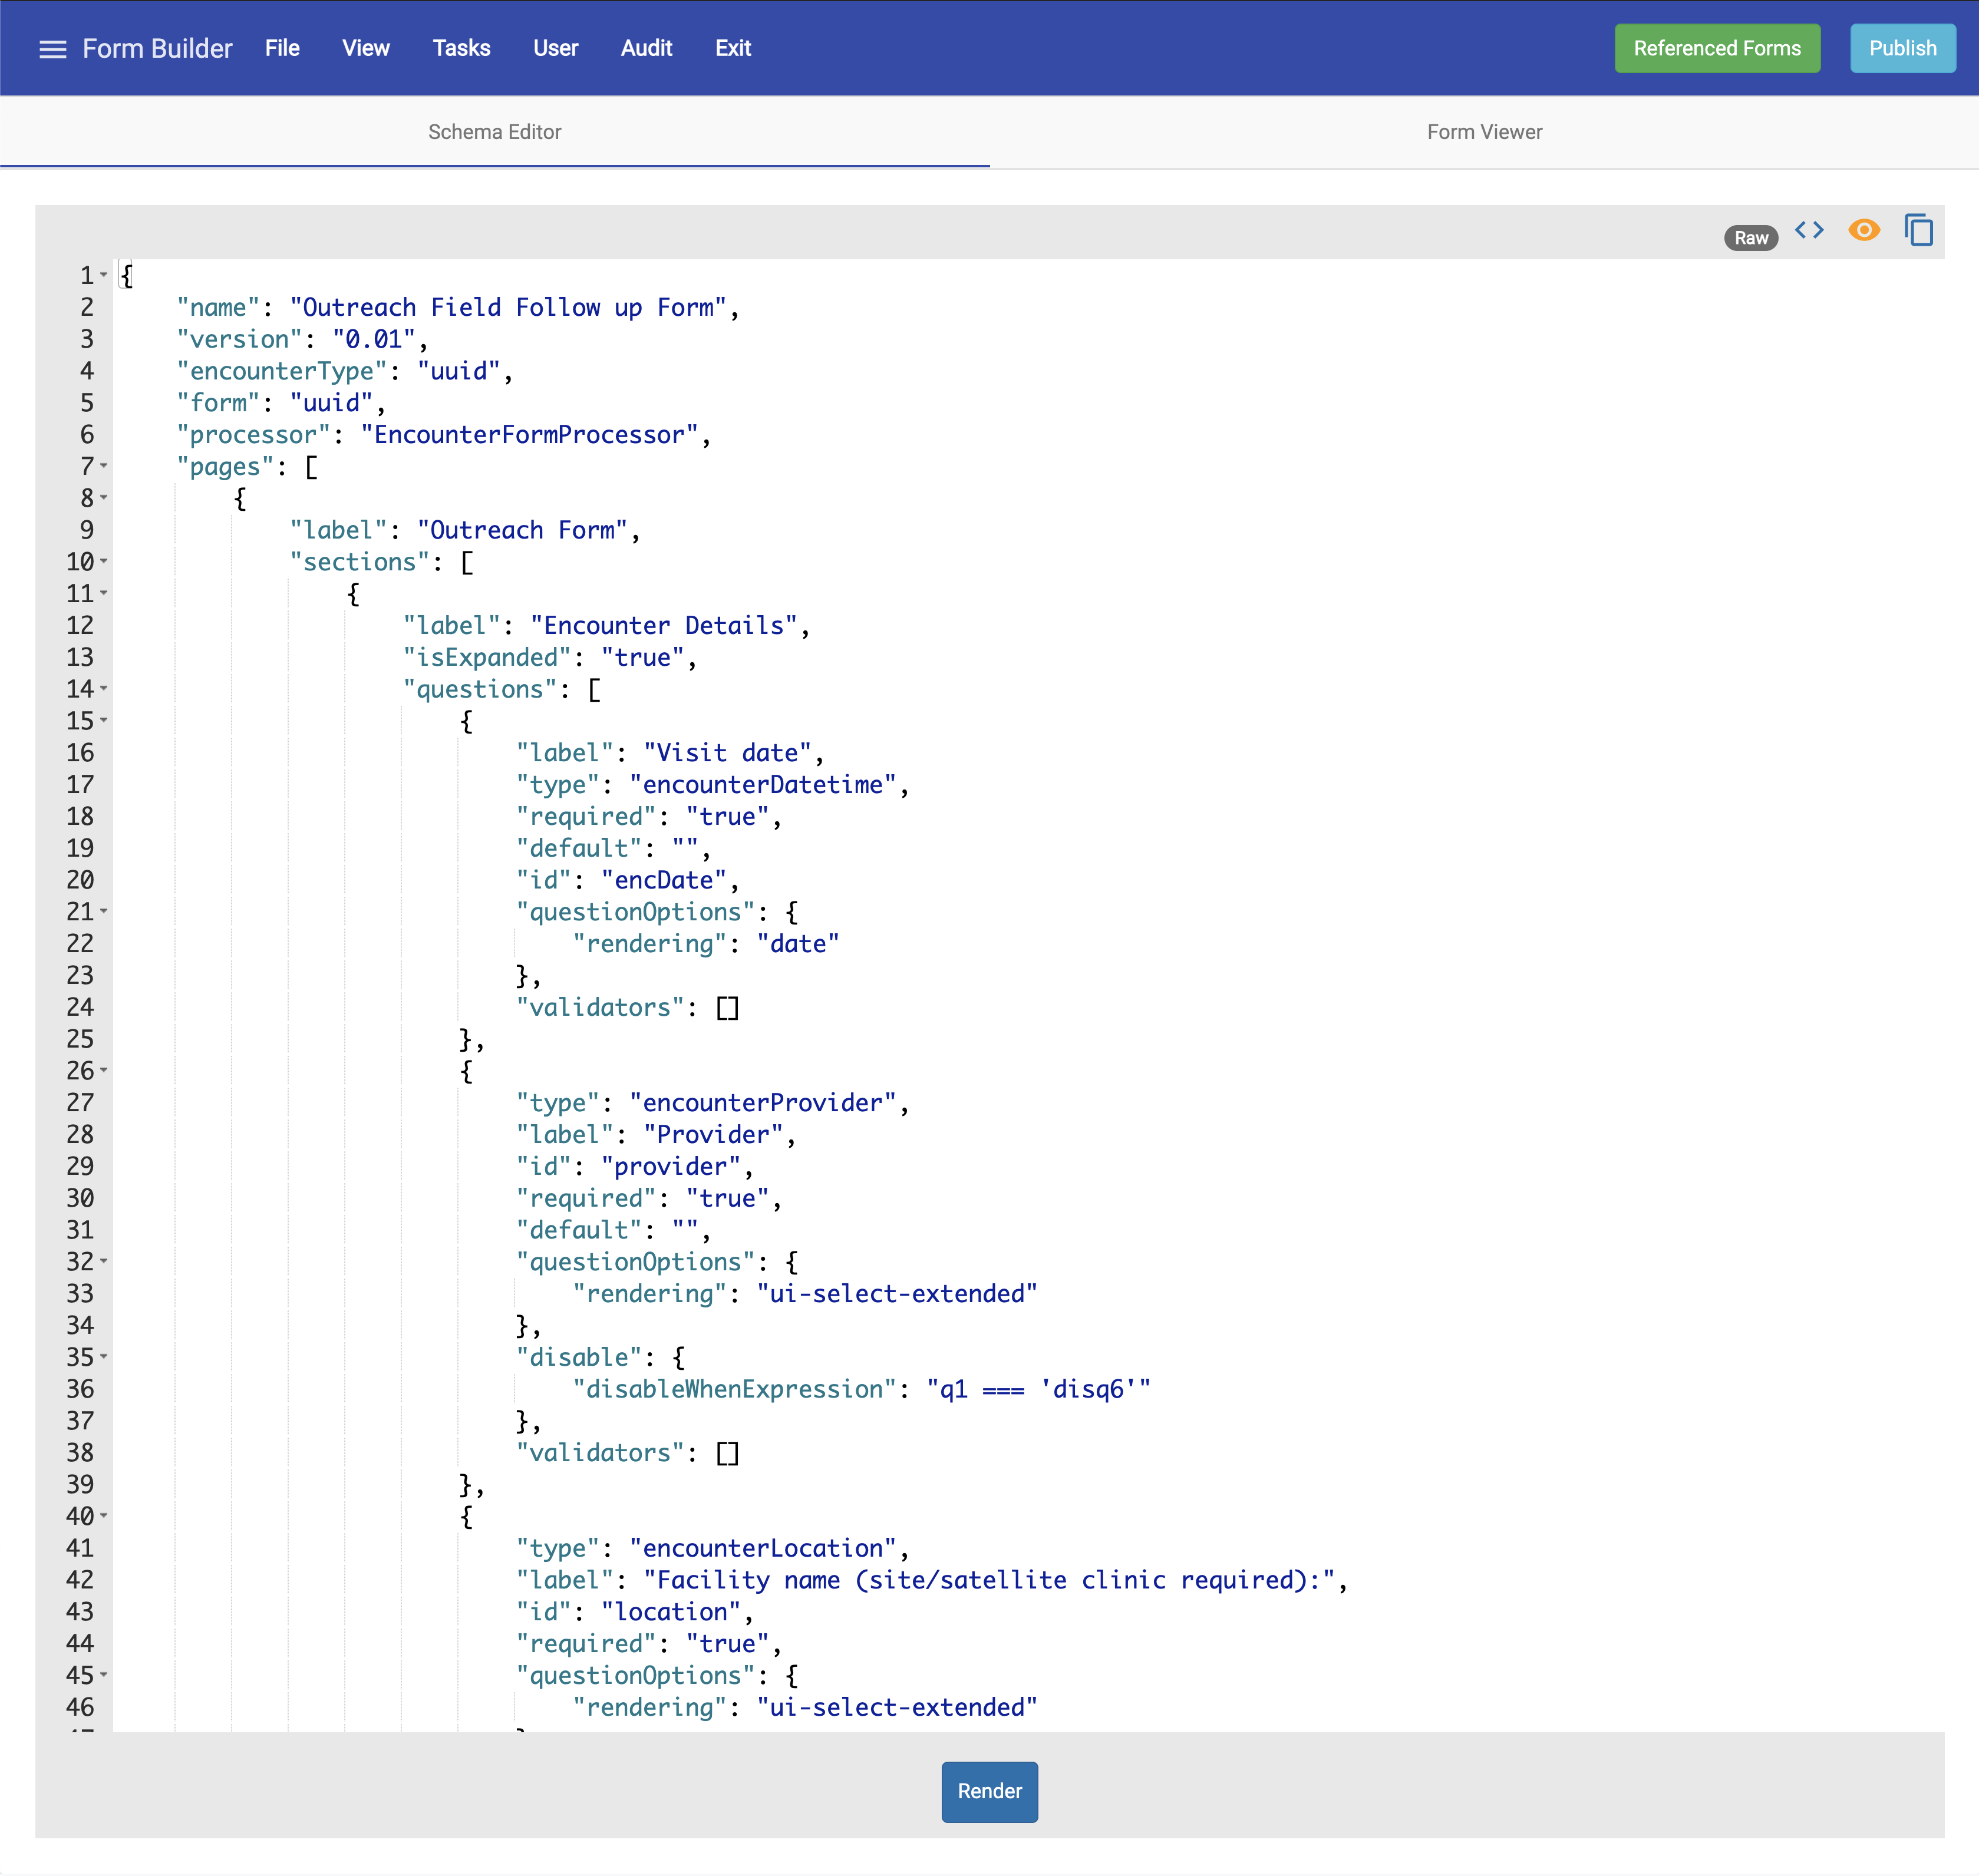 Form Builder File View Tasks User Audit Exit Referenced Forms Publish
Schema Editor Form Viewer
Raw
1 {
2 "name": "Outreach Field Follow up Form",
3 "version": "0.01",
4 "encounterType": "uuid",
5 "form": "uuid",
6 "processor": "EncounterFormProcessor",
7 "pages": [
8 {
9 "label": "Outreach Form",
10 "sections": [
11 {
12 "label": "Encounter Details",
13 "isExpanded": "true",
14 "questions": [
15 {
16 "label": "Visit date",
17 "type": "encounterDatetime",
18 "required": "true",
19 "default": "",
20 "id": "encDate",
21 "questionOptions": {
22 "rendering": "date"
23 },
24 "validators": []
25 },
26 {
27 "type": "encounterProvider",
28 "label": "Provider",
29 "id": "provider",
30 "required": "true",
31 "default": "",
32 "questionOptions": {
33 "rendering": "ui-select-extended"
34 },
35 "disable": {
36 "disableWhenExpression": "q1 === 'disq6'"
37 },
38 "validators": []
39 },
40 {
41 "type": "encounterLocation",
42 "label": "Facility name (site/satellite clinic required):",
43 "id": "location",
44 "required": "true",
45 "questionOptions": {
46 "rendering": "ui-select-extended"
Render